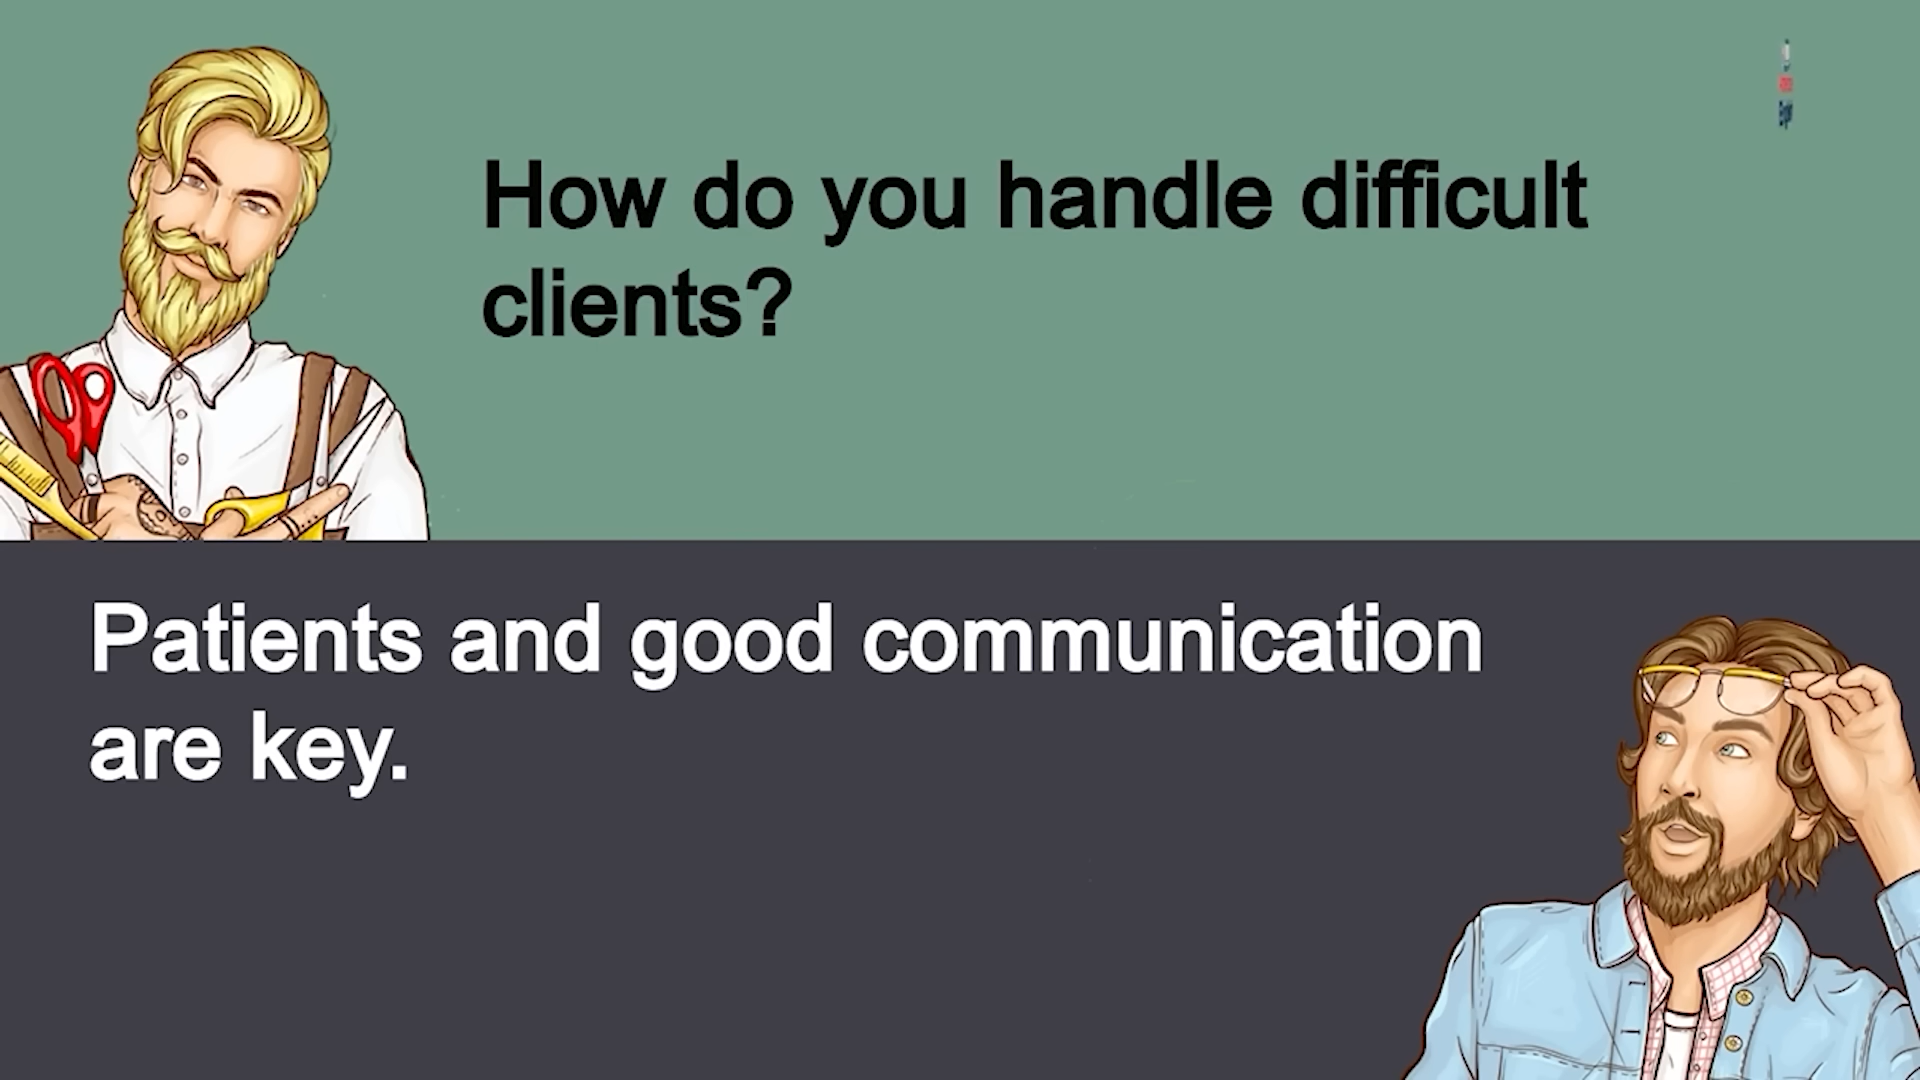 How do you handle difficult
clients?
Patients and good communication
are key.